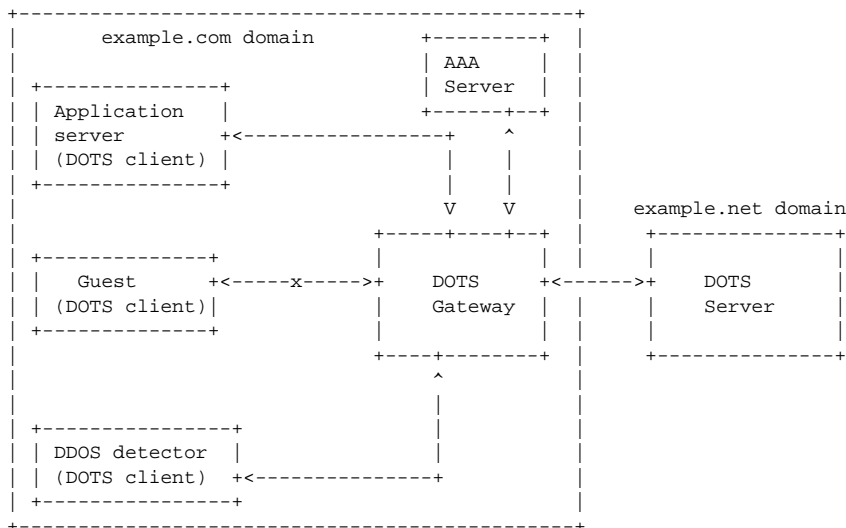 example.com domain
AAA
Server
Application
server
(DOTS client)
example.net domain
Guest
(DOTS client)
x
DOTS
Gateway
DOTS
Server
DDOS detector
(DOTS client)